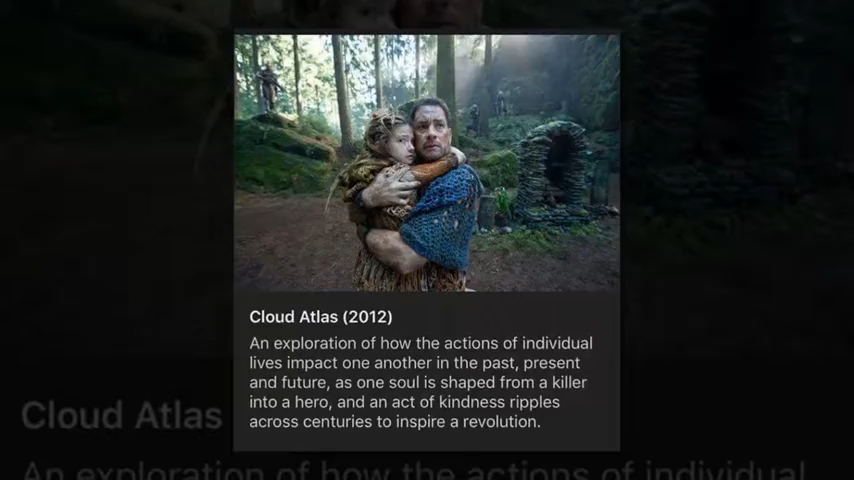 Cloud Atlas (2012)
An exploration of how the actions of individual
lives impact one another in the past, present
and future, as one soul is shaped from a killer
into a hero, and an act of kindness ripples
across centuries to inspire a revolution.
Cloud Atlas
An exploration of how the actions of individual